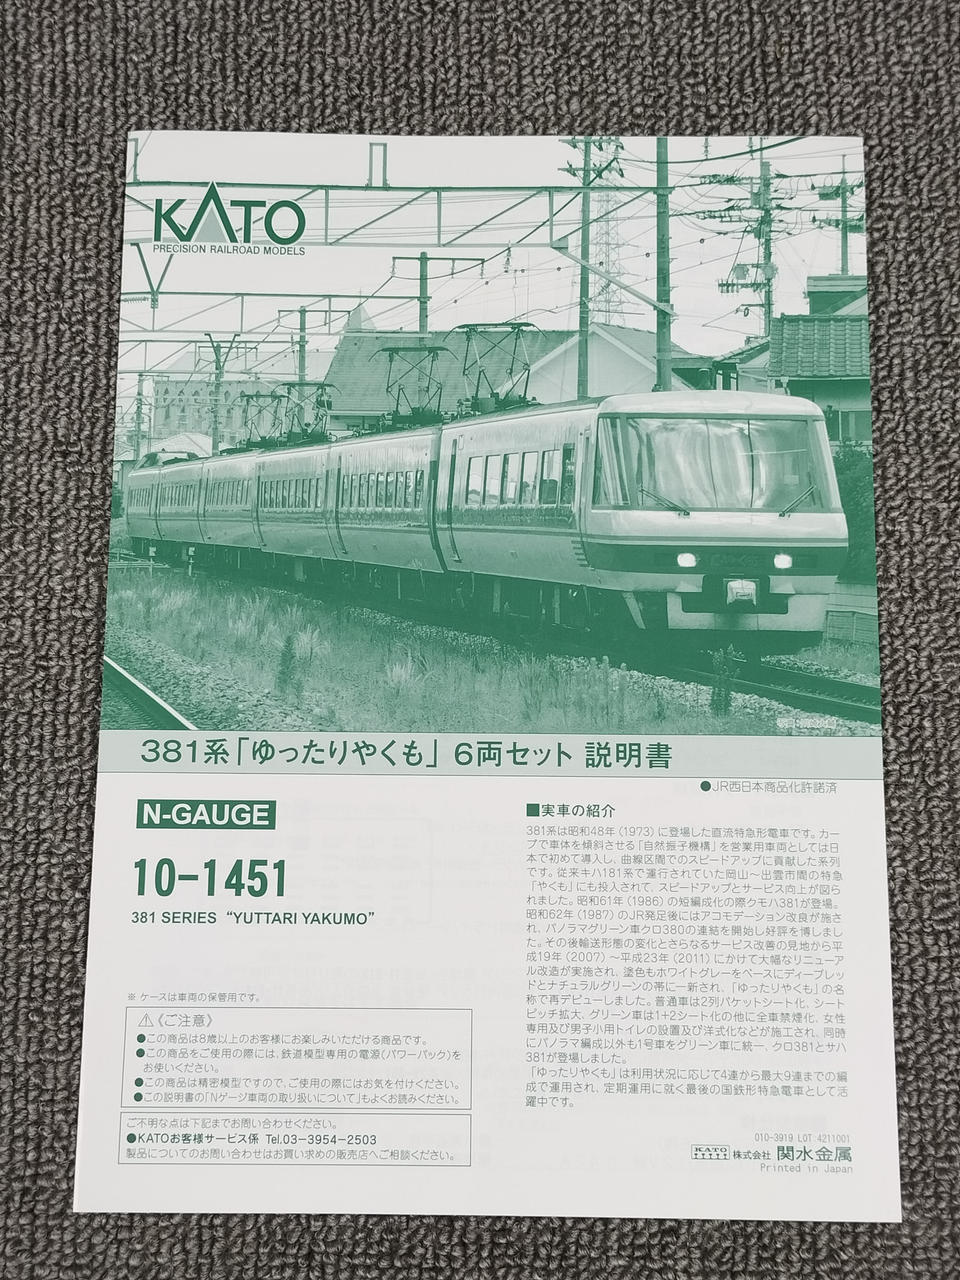 KATO
PRECISION RAILROAD MODELS
381系「ゆったりやくも」 6両セット 説明書
●JR西日本商品化許諾済
N-GAUGE
10-1451
381 SERIES “YUTTARI YAKUMO”
※ ケースは車両の保管用です。
⚠《ご注意》
●この商品は8歳以上のお客様にお楽しみいただける商品です。
●この商品をご使用の際には、鉄道模型専用の電源(パワーパック)を
お使いください。
●この商品は精密模型ですので、ご使用の際にはお気を付けください。
●この説明書の「Nゲージ車両の取り扱いについて」もよくお読みください。
ご不明な点は下記までお問い合わせください。
●KATOお客様サービス係 Tel.03-3954-2503
製品についてのお問い合わせはお買い求めの販売店へご相談ください。
■実車の紹介
381系は昭和48年(1973)に登場した直流特急形電車です。カー
ブで車体を傾斜させる「自然振子機構」を営業用車両としては日
本で初めて導入し、曲線区間でのスピードアップに貢献した系列
です。従来キハ181系で運行されていた岡山～出雲市間の特急
「やくも」にも投入されて、スピードアップとサービス向上が図ら
れました。昭和61年(1986)の短編成化の際クモハ381が登場。
昭和62年(1987)のJR発足後にはアコモデーション改良が施さ
れ、パノラマグリーン車クロ380の連結を開始し好評を博しまし
た。その後輸送形態の変化とさらなるサービス改善の見地から平
成19年(2007)～平成23年(2011)にかけて大幅なリニューア
ル改造が実施され、塗色もホワイトグレーをベースにディープレッ
ドとナチュラルグリーンの帯に一新され、「ゆったりやくも」の名
称で再デビューしました。普通車は2列バケットシート化、シート
ピッチ拡大、グリーン車は1+2シート化の他に全車禁煙化、女性
専用及び男子小用トイレの設置及び洋式化などが施工され、同時
にパノラマ編成以外も1号車をグリーン車に統一、クロ381とサハ
381が登場しました。
「ゆったりやくも」は利用状況に応じて4連から最大9連までの編
成で運用され、定期運用に就く最後の国鉄形特急電車として活
躍中です。
010-3919 LOT:4211001
KATO 株式会社 関水金属
Printed in Japan